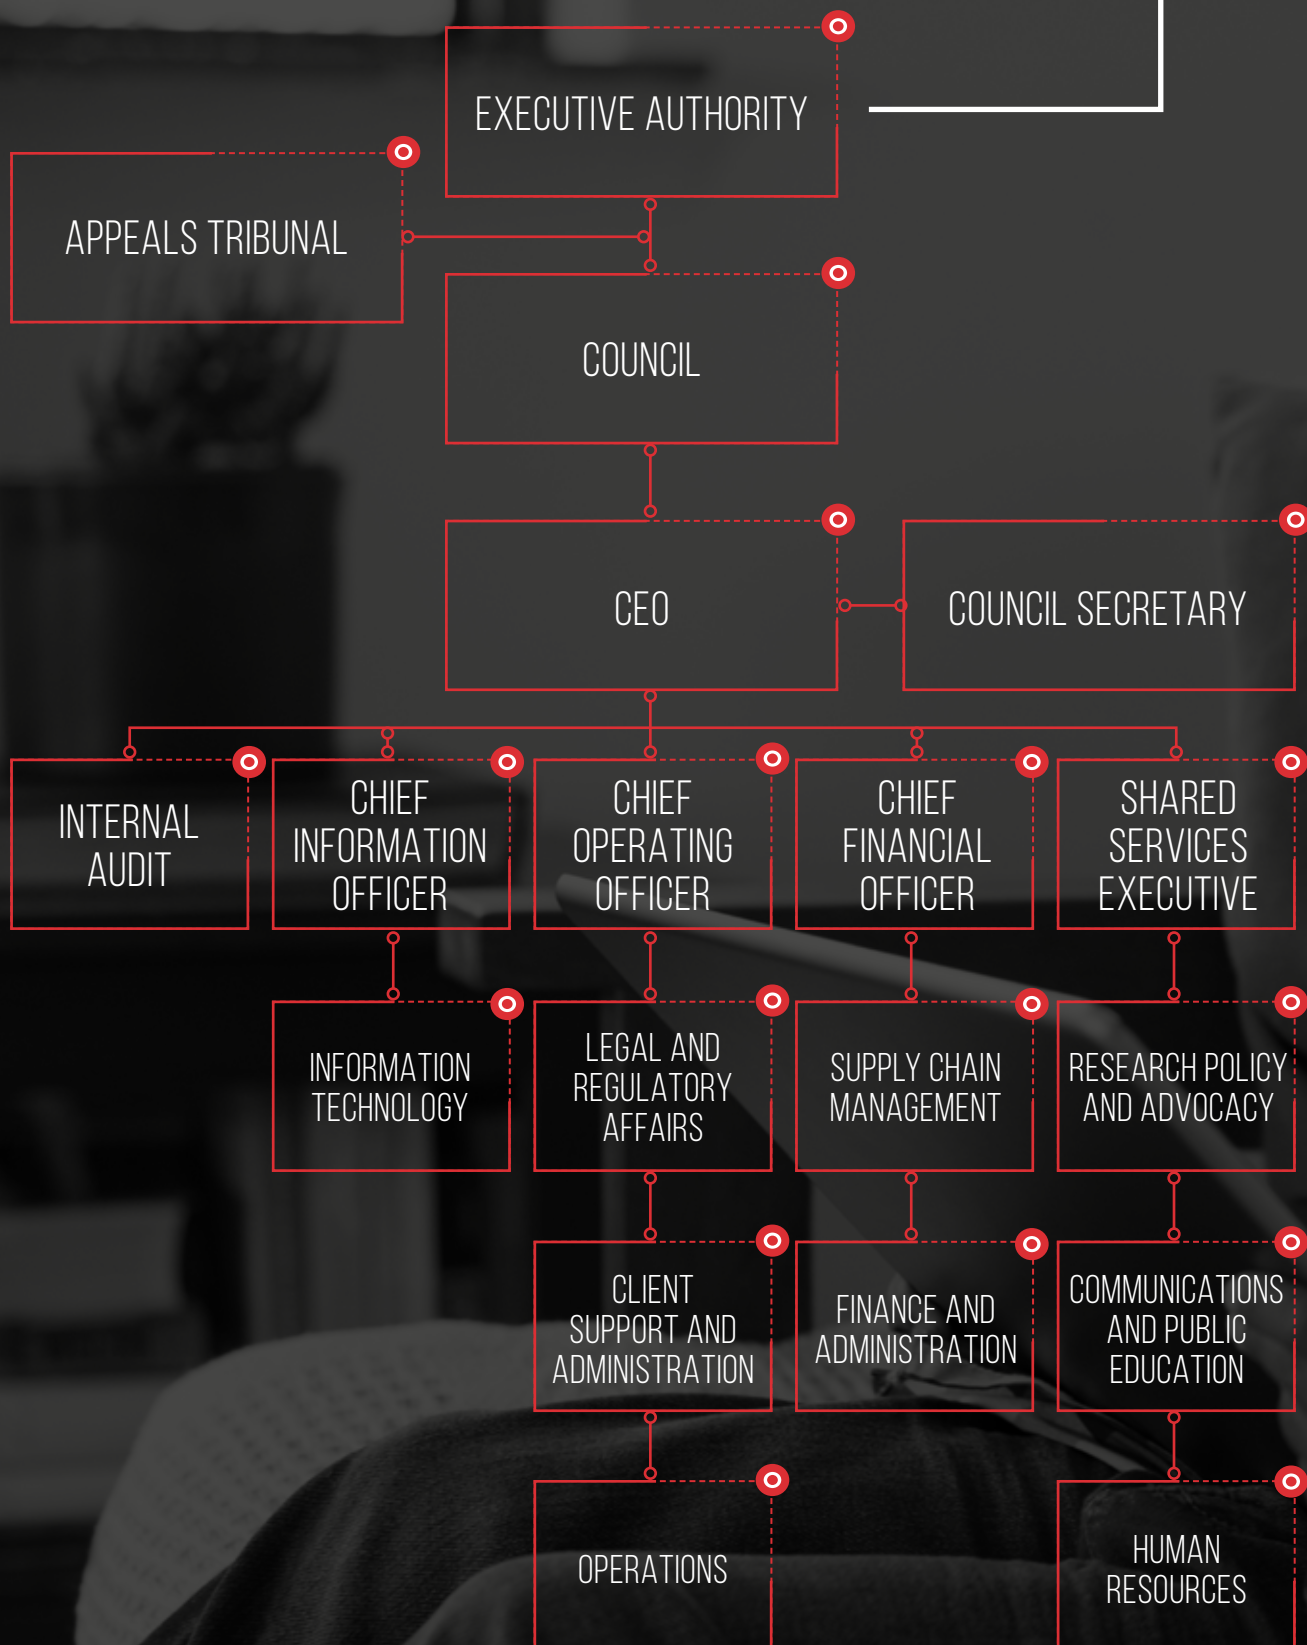 EXECUTIVE AUTHORITY
APPEALS TRIBUNAL
COUNCIL
CEO
COUNCIL SECRETARY
INTERNAL
AUDIT
CHIEF
INFORMATION
OFFICER
CHIEF
OPERATING
OFFICER
CHIEF
FINANCIAL
OFFICER
SHARED
SERVICES
EXECUTIVE
INFORMATION
TECHNOLOGY
LEGAL AND
REGULATORY
AFFAIRS
SUPPLY CHAIN
MANAGEMENT
RESEARCH POLICY
AND ADVOCACY
CLIENT
SUPPORT AND
ADMINISTRATION
FINANCE AND
ADMINISTRATION
COMMUNICATIONS
AND PUBLIC
EDUCATION
OPERATIONS
HUMAN
RESOURCES